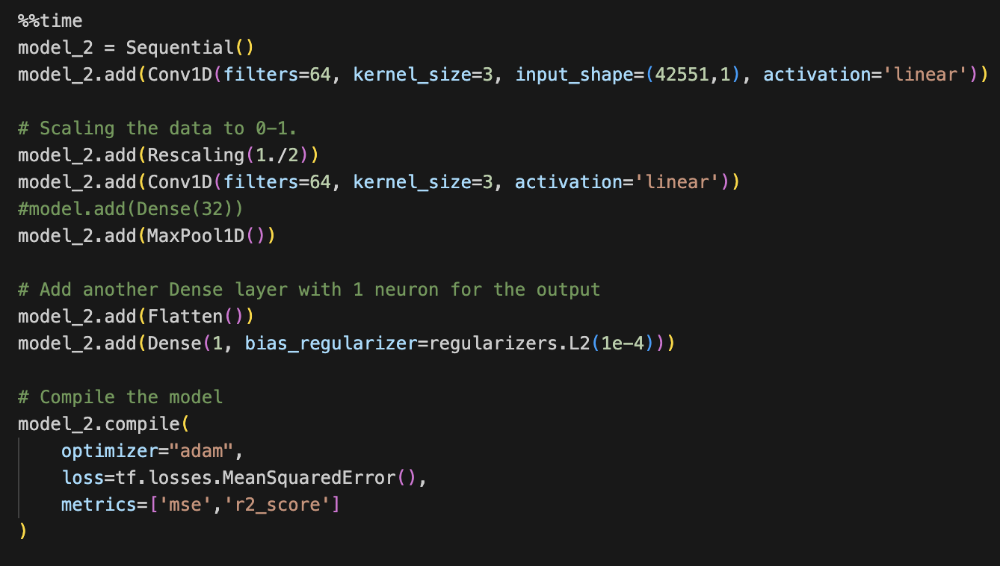 %%time
model_2 = Sequential()
model_2.add(Conv1D(filters=64, kernel_size=3, input_shape=(42551,1), activation='linear'))
# Scaling the data to 0-1.
model_2.add(Rescaling(1./2))
model_2.add(Conv1D(filters=64, kernel_size=3, activation='linear'))
#model.add(Dense(32))
model_2.add(MaxPool1D())
# Add another Dense layer with 1 neuron for the output
model_2.add(Flatten())
model_2.add(Dense(1, bias_regularizer=regularizers.L2(1e-4)))
# Compile the model
model_2.compile(
    optimizer="adam",
    loss=tf.losses.MeanSquaredError(),
    metrics=['mse','r2_score']
)